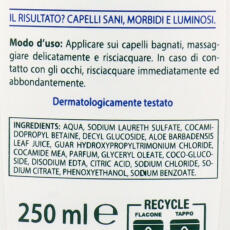 IL RISULTATO? CAPELLI SANI, MORBIDI E LUMINOSI.
Modo d'uso: Applicare sui capelli bagnati, massag-
giare delicatamente e risciacquare. In caso di con-
tatto con gli occhi, risciacquare immediatamente ed
abbondantemente.
Dermatologicamente testato
INGREDIENTS: AQUA, SODIUM LAURETH SULFATE, COCAMI-
DOPROPYL BETAINE, DECYL GLUCOSIDE, ALOE BARBADENSIS
LEAF JUICE, GUAR HYDROXYPROPYLTRIMONIUM CHLORIDE,
COCAMIDE MEA, PARFUM, GLYCERYL OLEATE, COCO-GLUCO-
SIDE, DISODIUM EDTA, CITRIC ACID, SODIUM CHLORIDE, SO-
DIUM CITRATE, PHENOXYETHANOL, SODIUM BENZOATE.
250 ml e
RECYCLE
FLACONE TAPPO